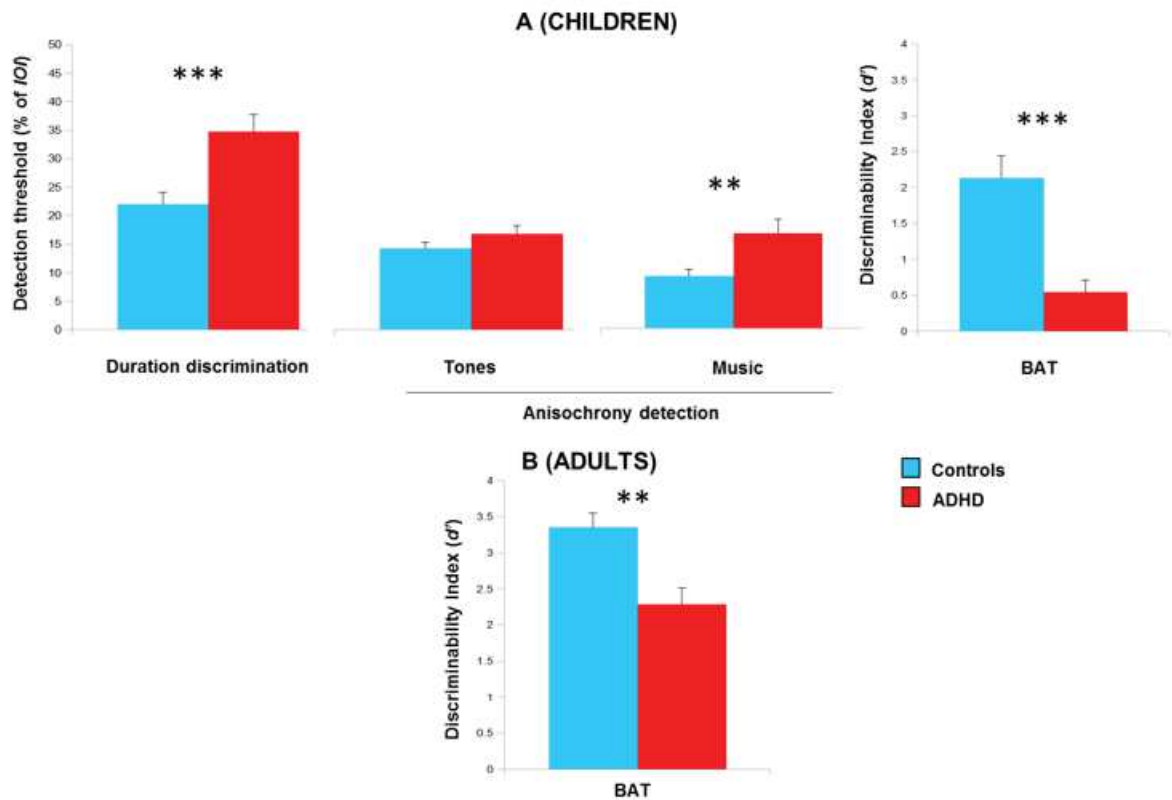 A (CHILDREN)
Detection threshold (% of IOI)
50
45
40
35
30
25
20
15
10
5
0
***
**
Discriminability Index (d')
4
3.5
3
2.5
2
1.5
1
0.5
0
***
Duration discrimination
Tones
Music
BAT
Anisochrony detection
B (ADULTS)
Discriminability Index (d')
4
3.5
3
2.5
2
1.5
1
0.5
0
**
BAT
Controls
ADHD